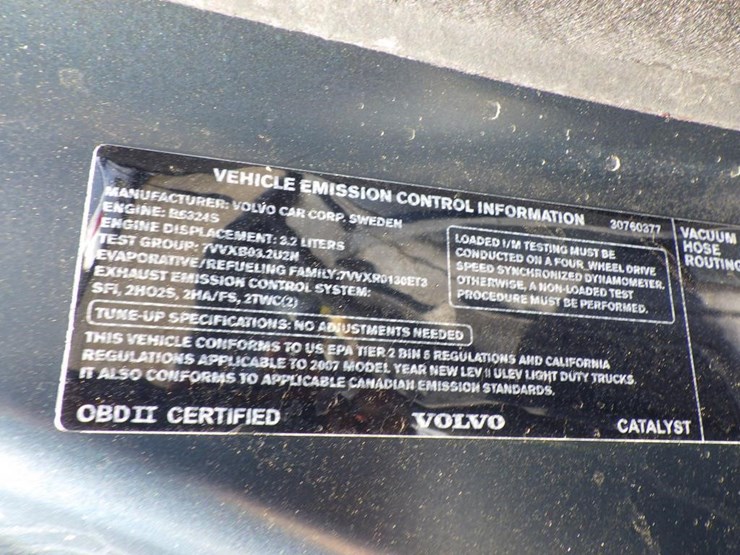 VEHICLE EMISSION CONTROL INFORMATION 30760377
MANUFACTURER: VOLVO CAR CORP. SWEDEN
ENGINE: B6324S
ENGINE DISPLACEMENT: 3.2 LITERS
TEST GROUP: 7VVXB03.2U2N
EVAPORATIVE/REFUELING FAMILY:7VVXR0130ET3
EXHAUST EMISSION CONTROL SYSTEM:
SFI, 2HO2S, 2HA/FS, 2TWC(2)
LOADED I/M TESTING MUST BE
CONDUCTED ON A FOUR WHEEL DRIVE
SPEED SYNCHRONIZED DYNAMOMETER.
OTHERWISE, A NON-LOADED TEST
PROCEDURE MUST BE PERFORMED.
TUNE-UP SPECIFICATIONS: NO ADJUSTMENTS NEEDED
THIS VEHICLE CONFORMS TO US EPA TIER 2 BIN 5 REGULATIONS AND CALIFORNIA
REGULATIONS APPLICABLE TO 2007 MODEL YEAR NEW LEV II ULEV LIGHT DUTY TRUCKS.
IT ALSO CONFORMS TO APPLICABLE CANADIAN EMISSION STANDARDS.
OBDII CERTIFIED
VOLVO
CATALYST
VACUUM
HOSE
ROUTING